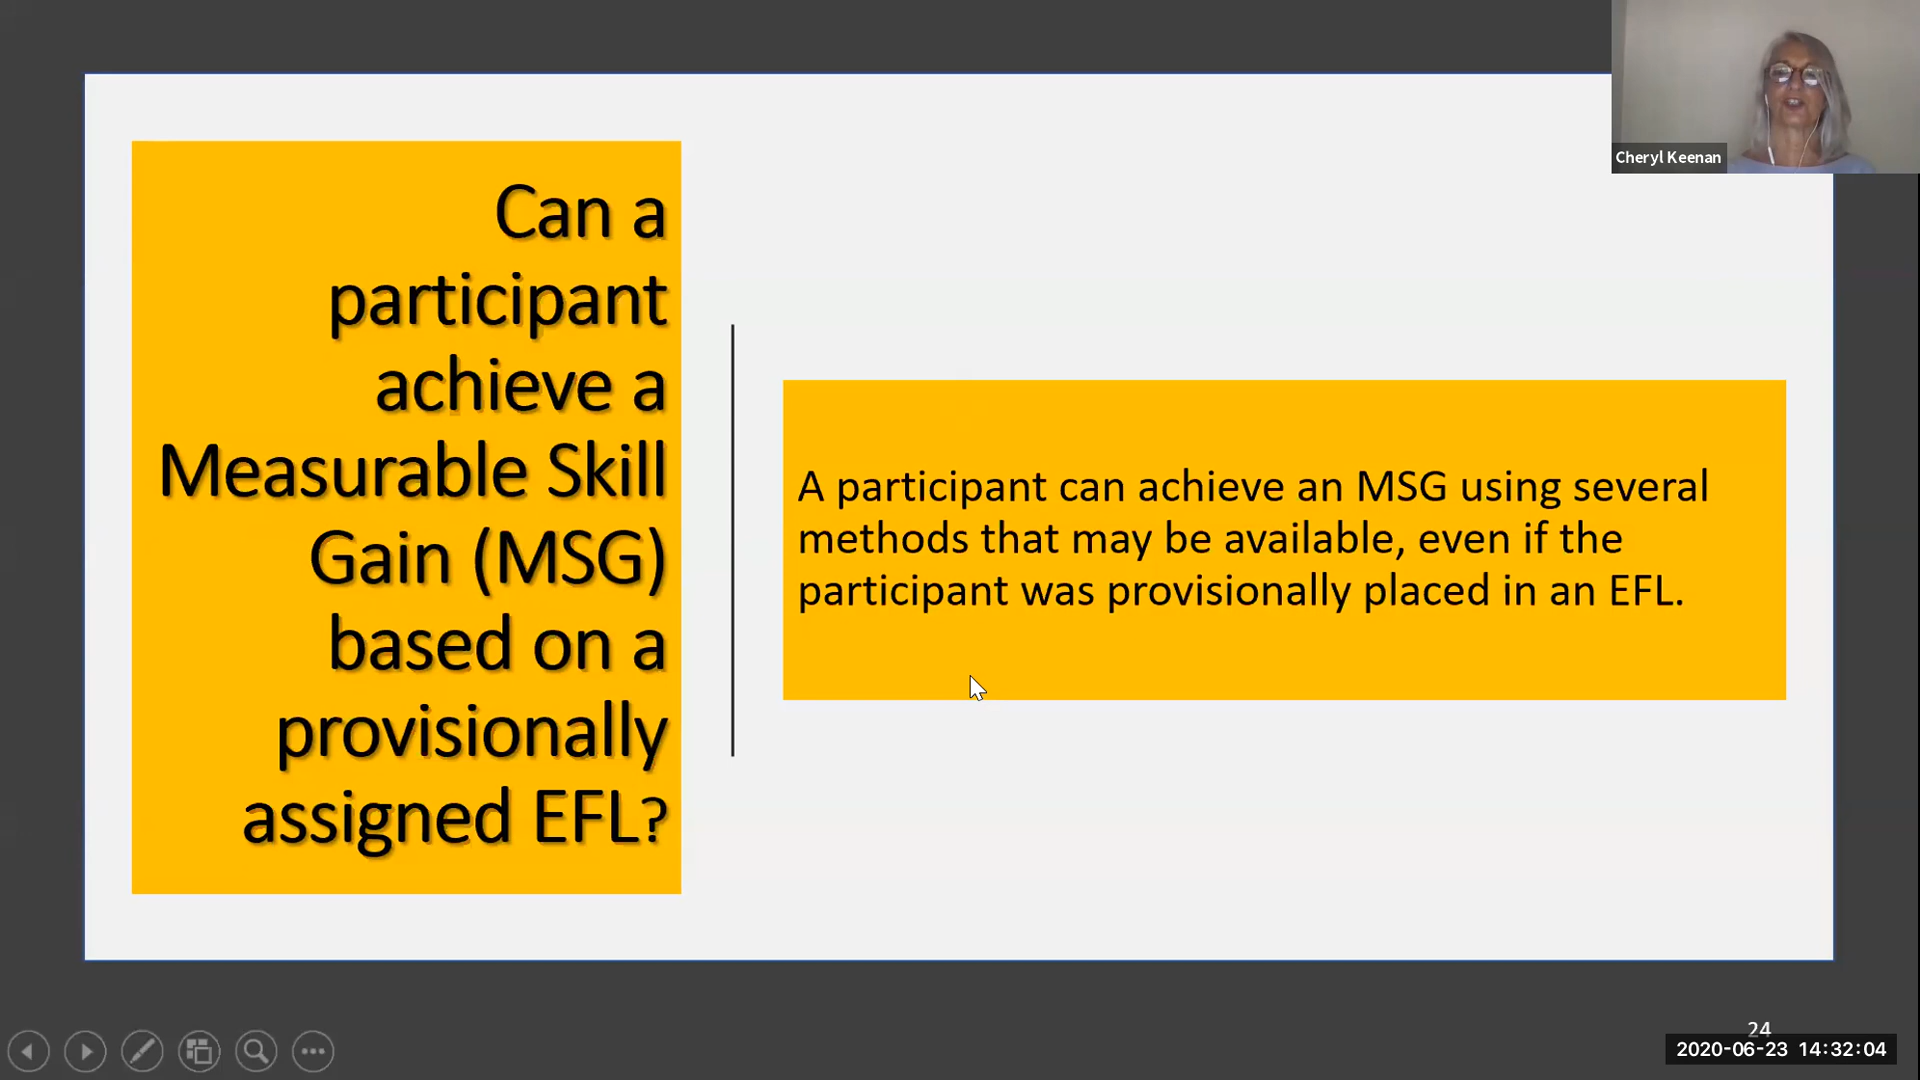 Can a
participant
achieve a
Measurable Skill
Gain (MSG)
based on a
provisionally
assigned EFL?
A participant can achieve an MSG using several
methods that may be available, even if the
participant was provisionally placed in an EFL.
Cheryl Keenan
24
2020-06-23 14:32:04